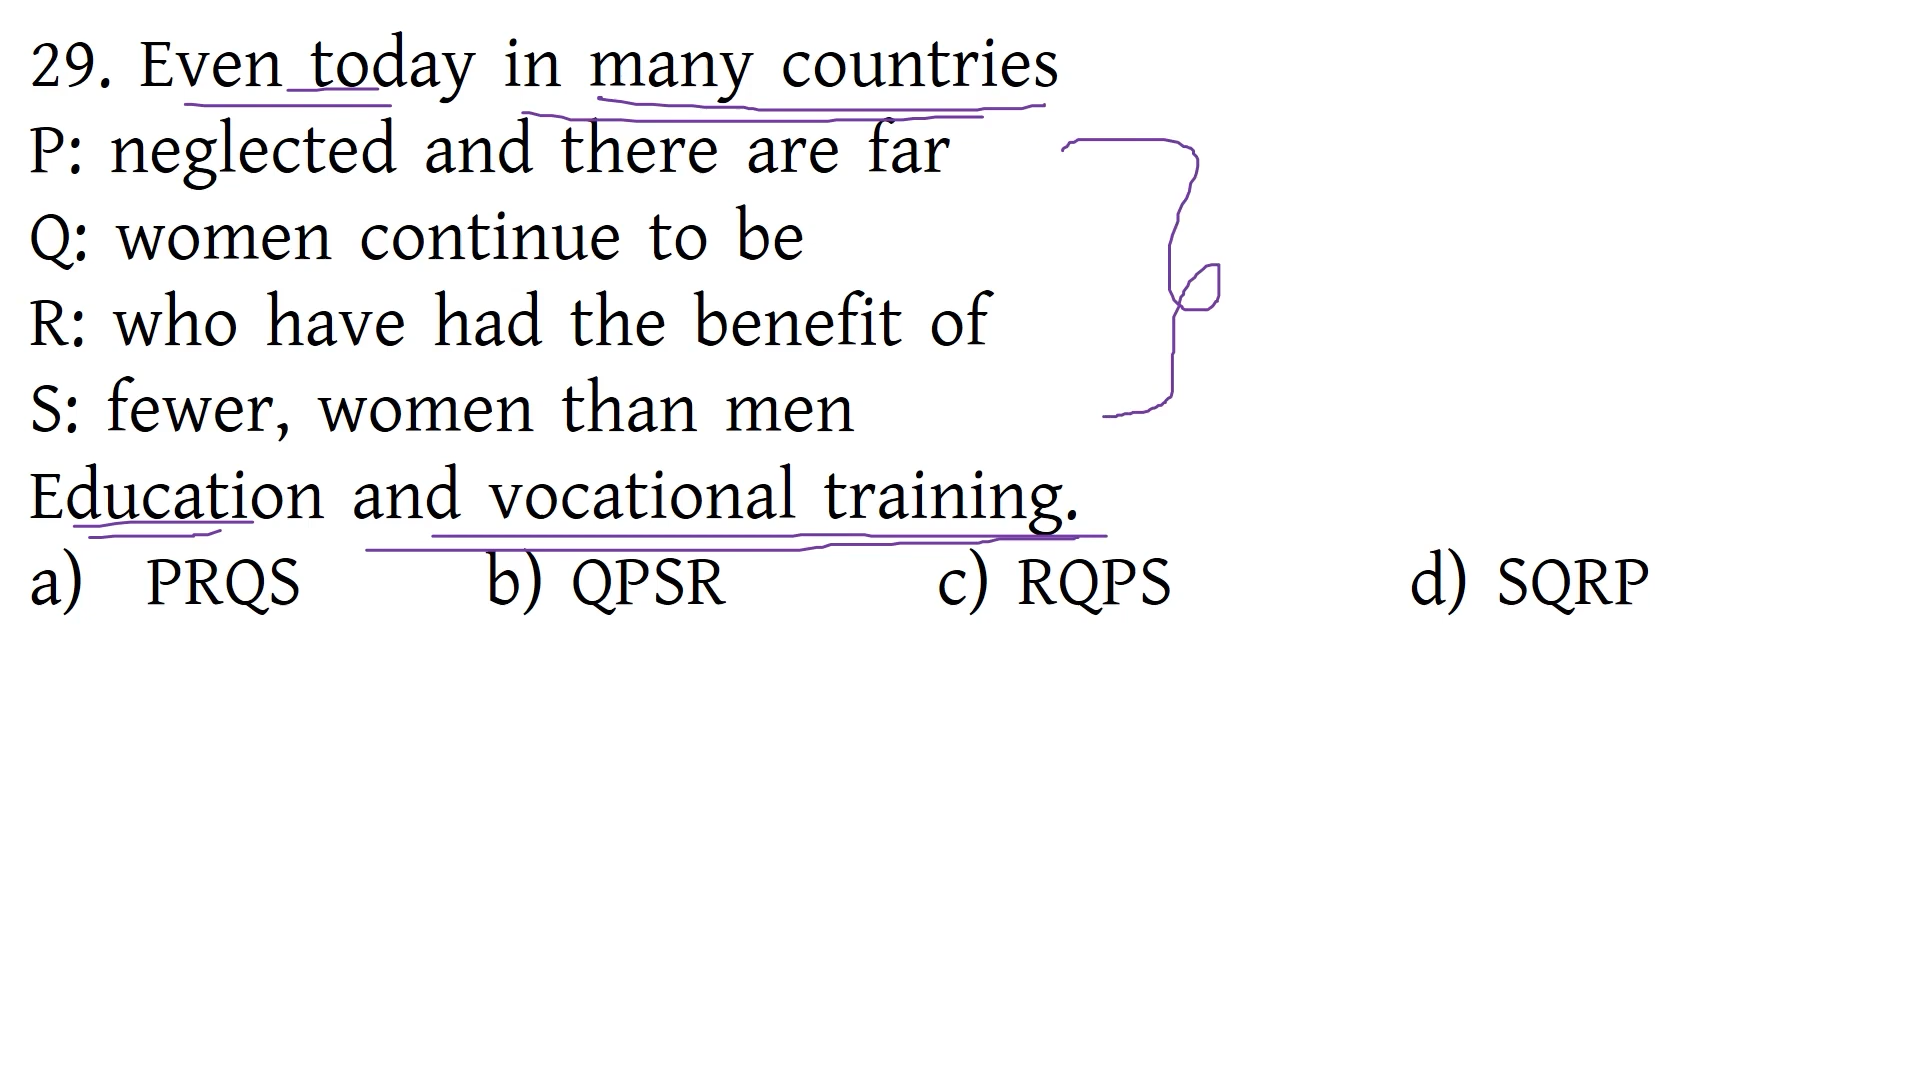 29. Even today in many countries
P: neglected and there are far
Q: women continue to be
R: who have had the benefit of
S: fewer, women than men
Education and vocational training.
a) PRQS b) QPSR c) RQPS d) SQRP